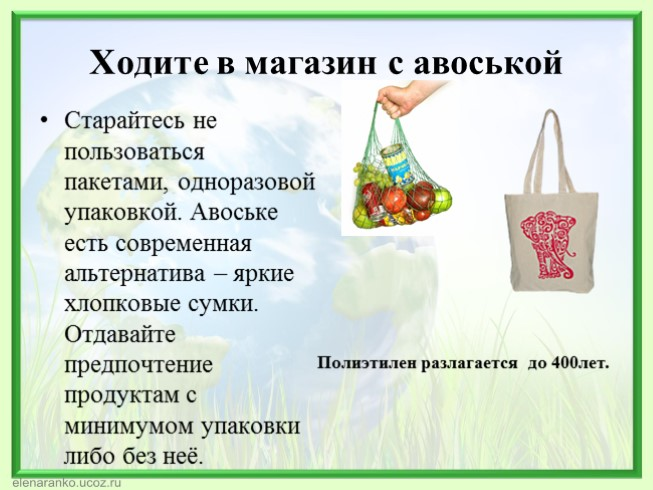 Ходите в магазин с авоськой
• Старайтесь не
пользоваться
пакетами, одноразовой
упаковкой. Авоське
есть современная
альтернатива – яркие
хлопковые сумки.
Отдавайте
предпочтение
продуктам с
минимумом упаковки
либо без неё.
Полиэтилен разлагается до 400лет.
elenaranko.ucoz.ru